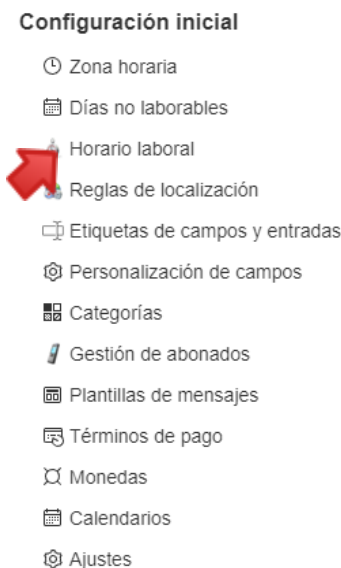 Configuración inicial
Zona horaria
Días no laborables
Horario laboral
Reglas de localización
Etiquetas de campos y entradas
Personalización de campos
Categorías
Gestión de abonados
Plantillas de mensajes
Términos de pago
Monedas
Calendarios
Ajustes